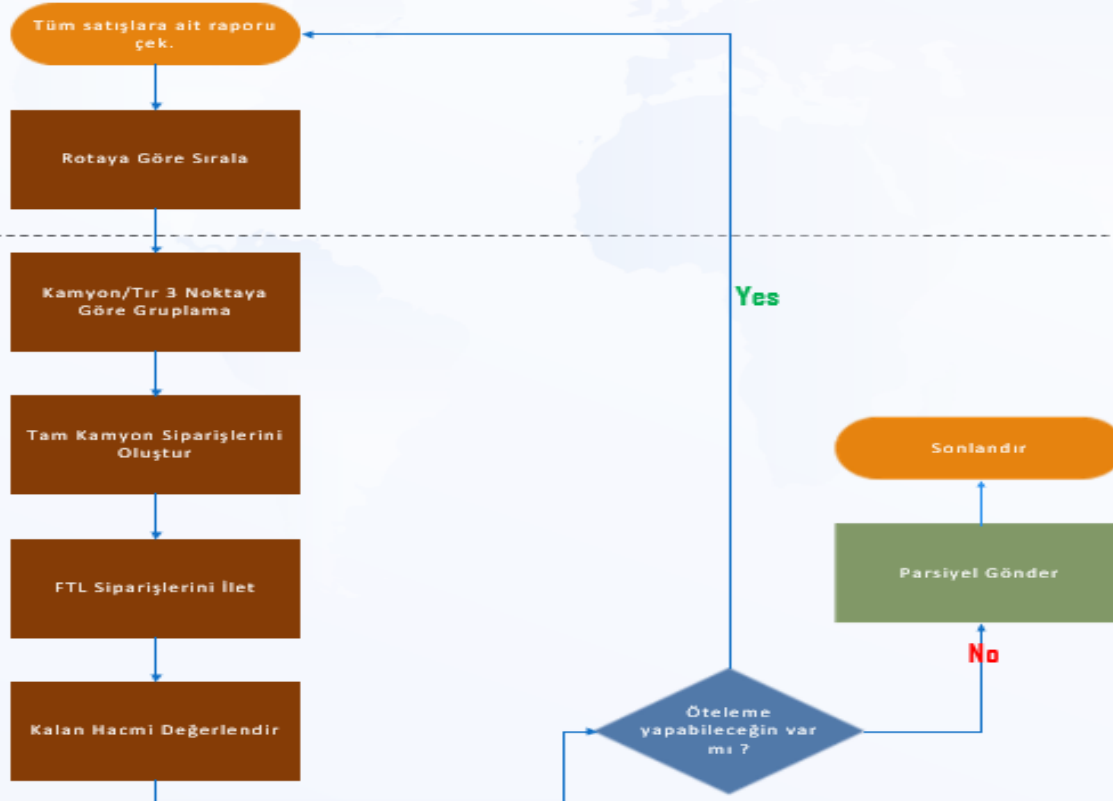 Tüm satışlara ait raporu
çek.
Rotaya Göre Sırala
Kamyon/Tır 3 Noktaya
Göre Gruplama
Yes
Tam Kamyon Siparişlerini
Oluştur
Sonlandır
FTL Siparişlerini İlet
Parsiyel Gönder
No
Kalan Hacmi Değerlendir
Öteleme
yapabileceğin var
mı ?